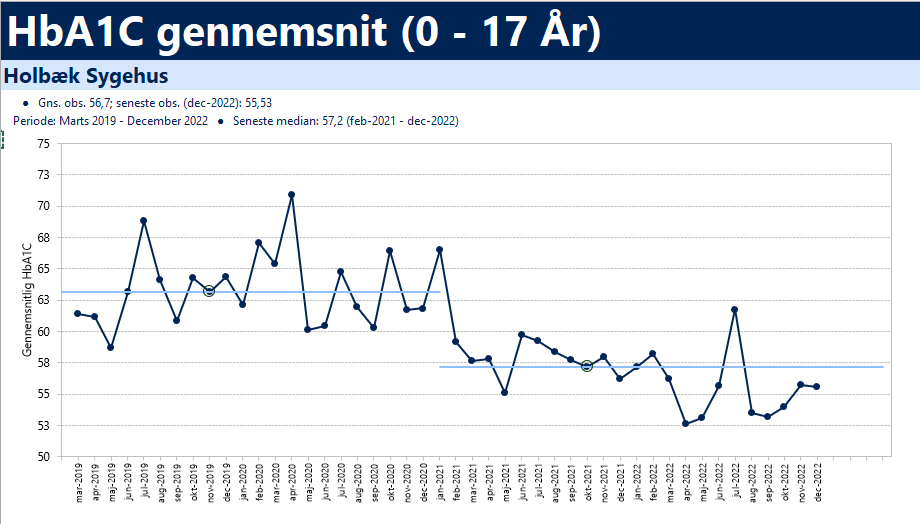 HbA1C gennemsnit (0 - 17 År)
Holbæk Sygehus
● Gns. obs. 56,7; seneste obs. (dec-2022): 55,53
Periode: Marts 2019 - December 2022 ● Seneste median: 57,2 (feb-2021 - dec-2022)
Gennemsnitlig HbA1C
75
73
70
68
65
63
60
58
55
53
50
mar-2019
apr-2019
maj-2019
jun-2019
jul-2019
aug-2019
sep-2019
okt-2019
nov-2019
dec-2019
jan-2020
feb-2020
mar-2020
apr-2020
maj-2020
jun-2020
jul-2020
aug-2020
sep-2020
okt-2020
nov-2020
dec-2020
jan-2021
feb-2021
mar-2021
apr-2021
maj-2021
jun-2021
jul-2021
aug-2021
sep-2021
okt-2021
nov-2021
dec-2021
jan-2022
feb-2022
mar-2022
apr-2022
maj-2022
jun-2022
jul-2022
aug-2022
sep-2022
okt-2022
nov-2022
dec-2022